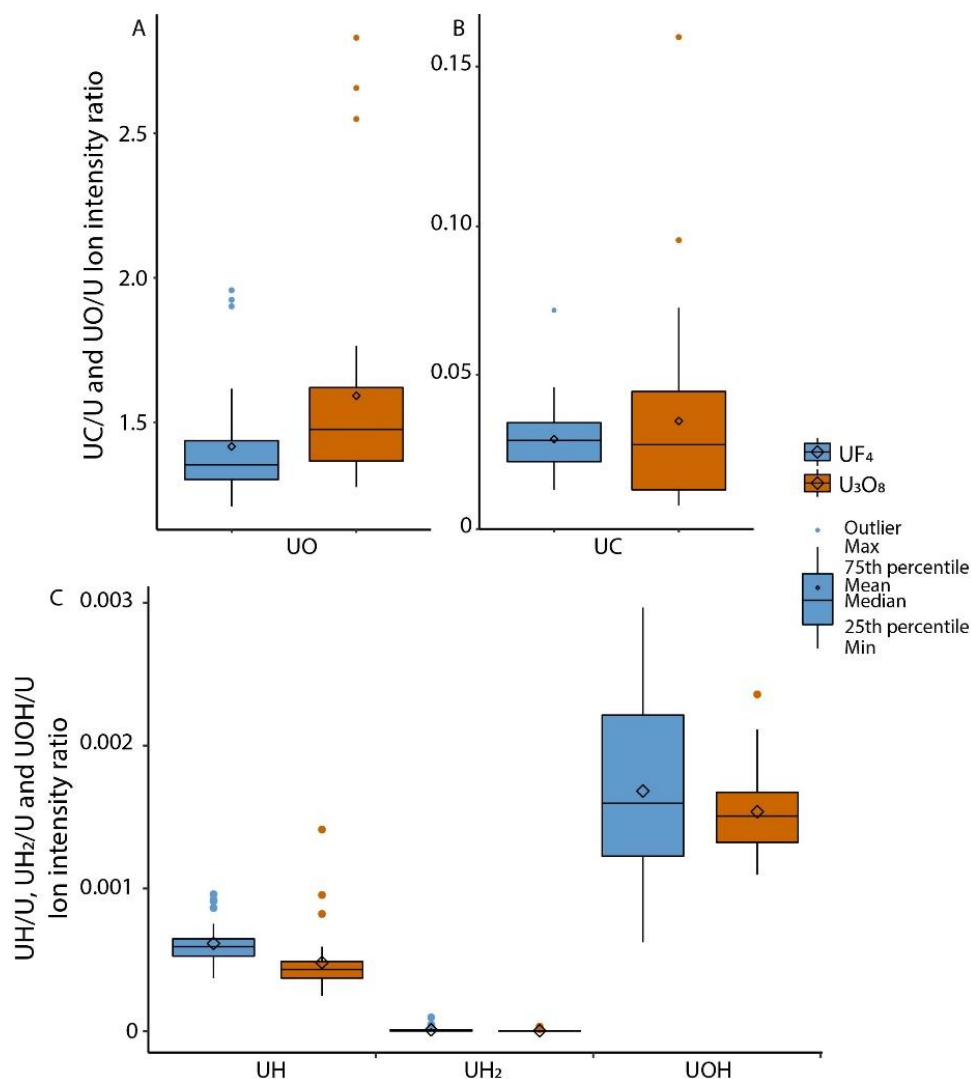 A
B
UC/U and UO/U Ion intensity ratio
2.5
2.0
1.5
0.15
0.10
0.05
0
UO
UC
UF₄
U₃O₈
Outlier
Max
75th percentile
Mean
Median
25th percentile
Min
C
UH/U, UH₂/U and UOH/U
Ion intensity ratio
0.003
0.002
0.001
0
UH
UH₂
UOH